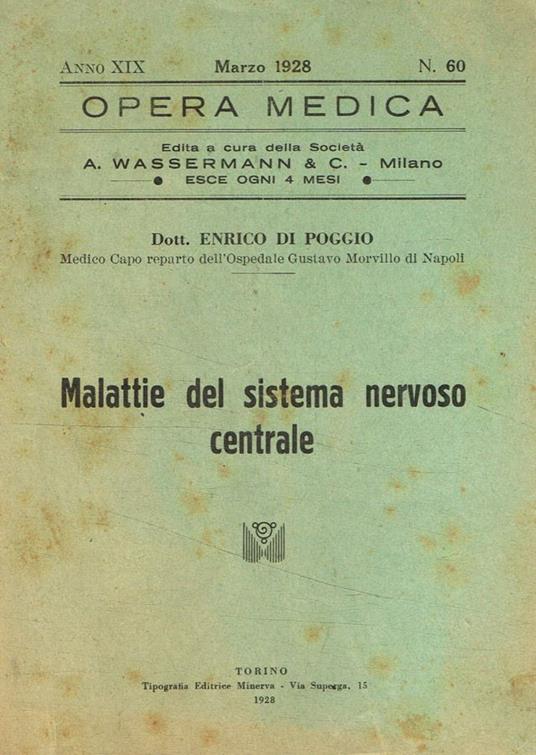 ANNO XIX Marzo 1928 N. 60
OPERA MEDICA
Edita a cura della Società
A. WASSERMANN & C. - Milano
ESCE OGNI 4 MESI
Dott. ENRICO DI POGGIO
Medico Capo reparto dell'Ospedale Gustavo Morvillo di Napoli
Malattie del sistema nervoso
centrale
TORINO
Tipografia Editrice Minerva - Via Superga, 15
1928